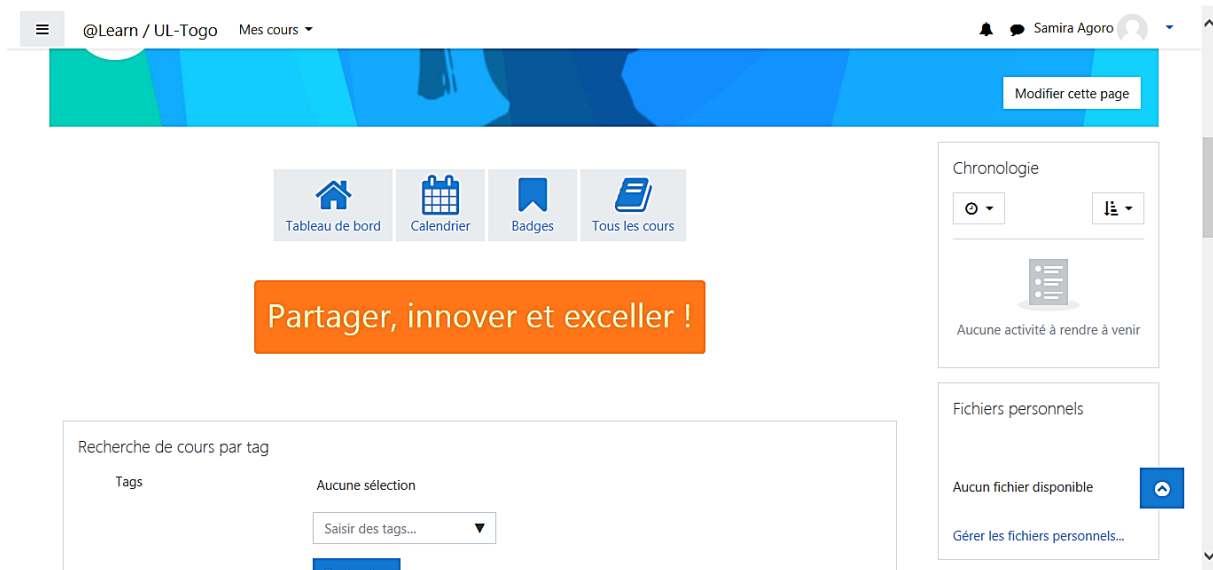 @Learn / UL-Togo Mes cours
Samira Agoro
Modifier cette page
Tableau de bord
Calendrier
Badges
Tous les cours
Partager, innover et exceller !
Recherche de cours par tag
Tags
Aucune sélection
Saisir des tags...
Chronologie
Aucune activité à rendre à venir
Fichiers personnels
Aucun fichier disponible
Gérer les fichiers personnels...